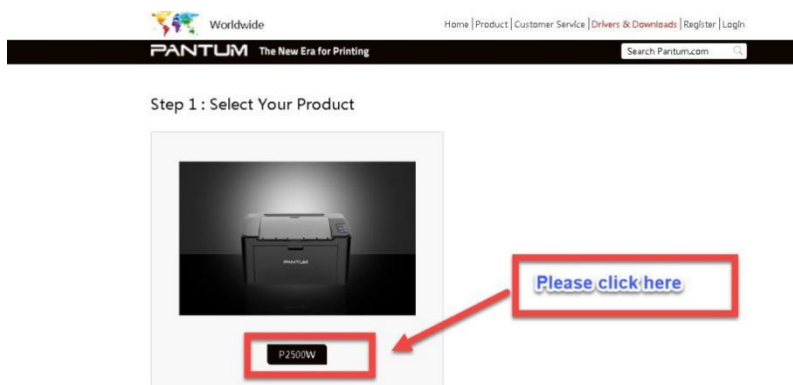 Worldwide
Home | Product | Customer Service | Drivers & Downloads | Register | Login
PANTUM The New Era for Printing
Search Pantum.com
Step 1 : Select Your Product
PANTUM
Please click here
P2500W